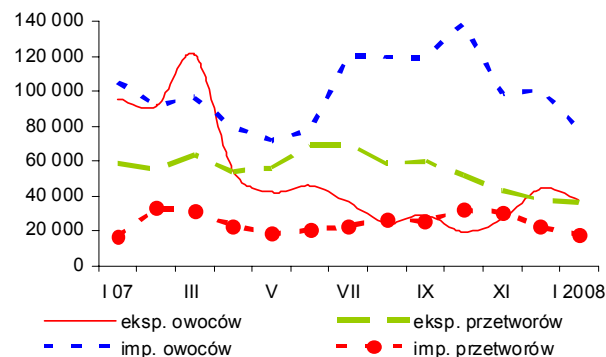 140 000
120 000
100 000
80 000
60 000
40 000
20 000
0
I 07 III V VII IX XI I 2008
eksp. owoców eksp. przetworów
imp. owoców imp. przetworów